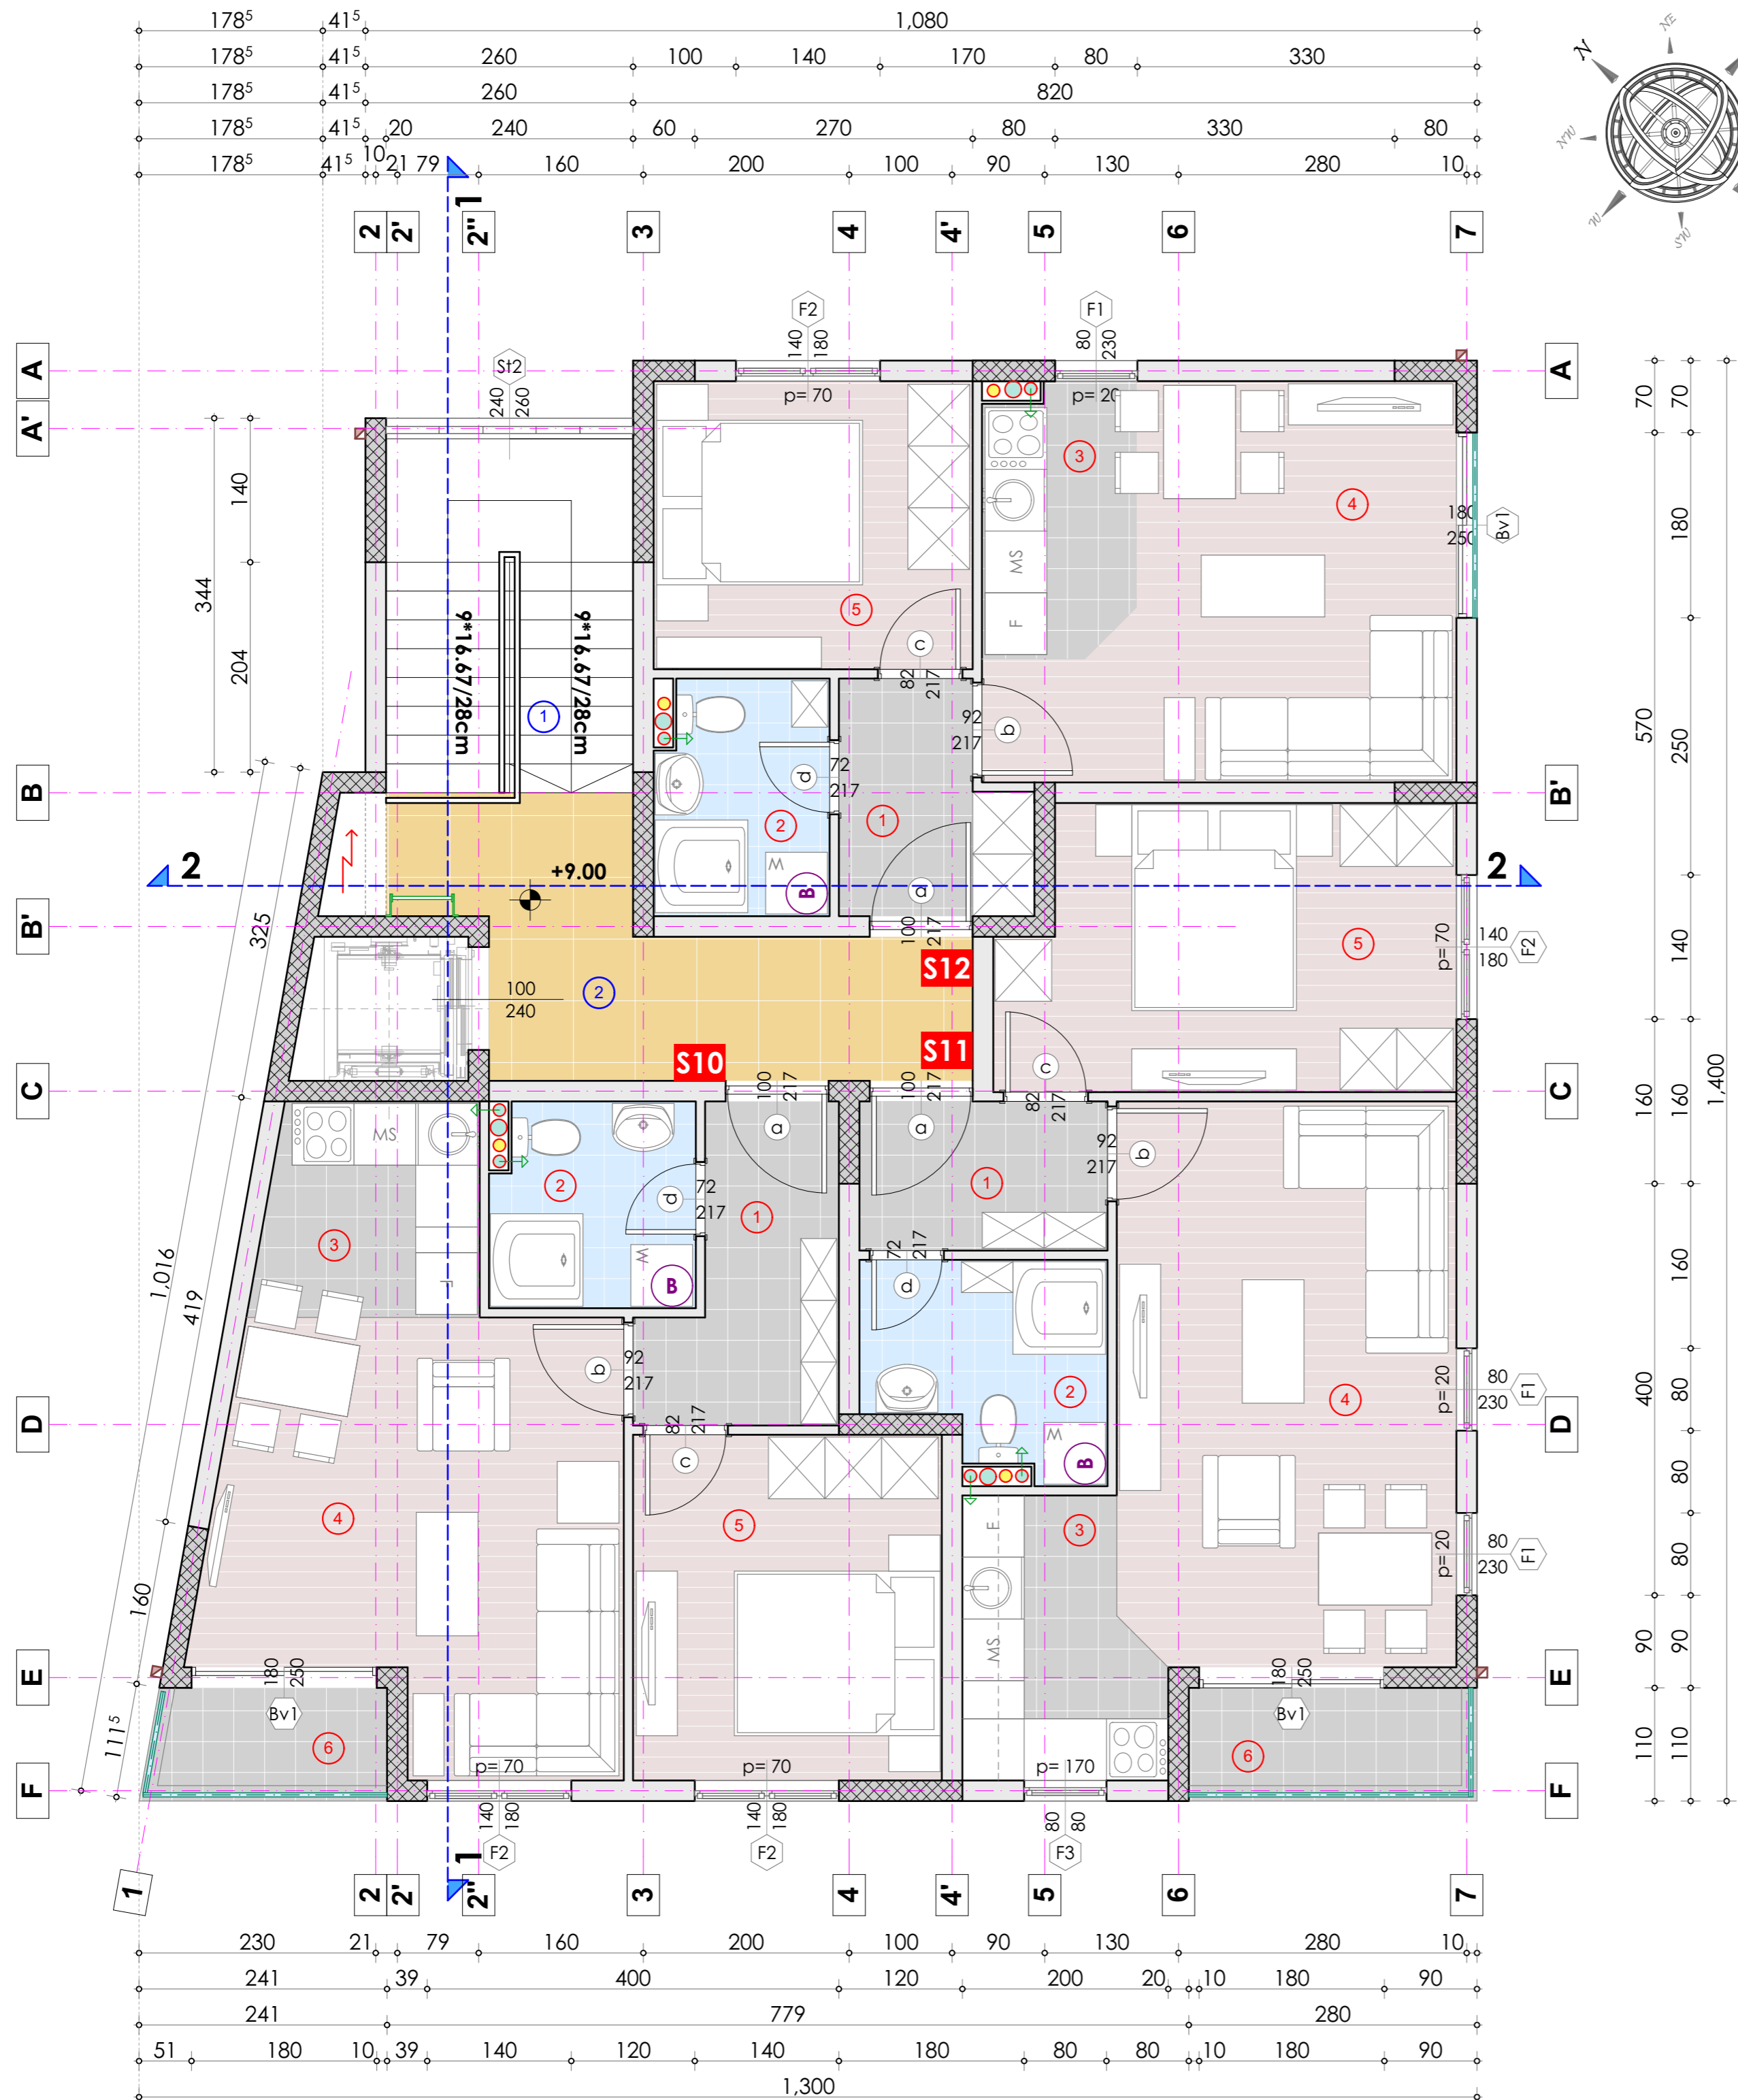 178⁵ 41⁵ 1,080
178⁵ 41⁵ 260 100 140 170 80 330
178⁵ 41⁵ 260 820
178⁵ 41⁵ 20 240 60 270 80 330 80
178⁵ 41⁵ 10 21 79 160 200 100 90 130 280 10
N NE NW W SW
1
2 2' 2" 3 4 4' 5 6 7
F2 140 180 p= 70
F1 80 230 p= 20
St2 240 260
A A
A'
140 344 204
9*16.67/28cm 9*16.67/28cm
1
3 4 5
MS F
180 250 Bv1
c 82 217
b 92 217
d 72 217
1 2
W B
B B'
2 2
+9.00
a 100 217
5
p= 70 140 180 F2
B'
325
100 240
2
S12
S11
S10
C C
100 217 a
100 217 a
82 217 c
92 217 b
MS
2 1 1
d 72 217
W B
3
72 217 d
1,016 419
92 217 b
2 4
W B
p= 20 80 230 F1
D D
82 217 c
4 5 3
E
MS
p= 20 80 230 F1
160
180 250 Bv1
180 250 Bv1
E E
6 6
111⁵
p= 70 p= 70 p= 170
F F
140 180 F2
140 180 F2
80 80 F3
70 70
180
570 250
140
160 160 1,400
160
400 80
80
80
90 90
110 110
1
1 2 2' 2" 3 4 4' 5 6 7
230 21 79 160 200 100 90 130 280 10
241 39 400 120 200 20 10 180 90
241 779 280
51 180 10 39 140 120 140 180 80 80 10 180 90
1,300